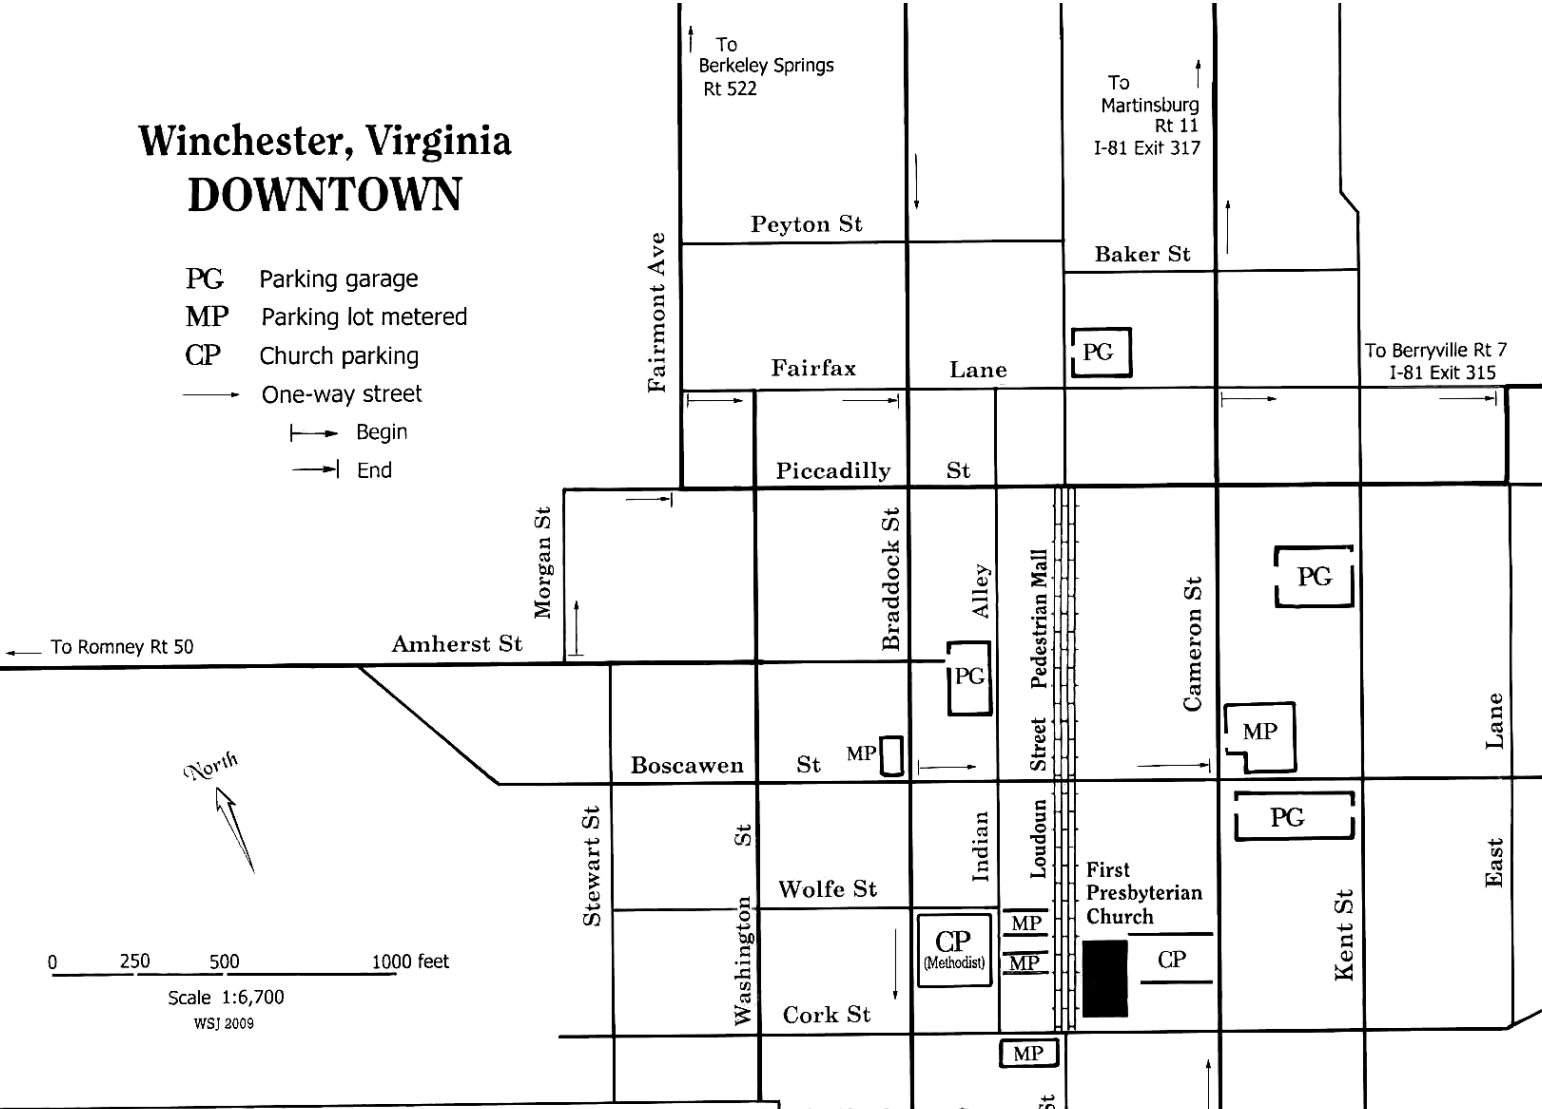 To
Berkeley Springs
Rt 522
To
Martinsburg
Rt 11
I-81 Exit 317
Winchester, Virginia
DOWNTOWN
PG Parking garage
MP Parking lot metered
CP Church parking
One-way street
Begin
End
Peyton St
Baker St
Fairmont Ave
PG
To Berryville Rt 7
I-81 Exit 315
Fairfax Lane
Piccadilly St
Morgan St
Braddock St
Indian Alley
Loudoun Street Pedestrian Mall
Cameron St
PG
To Romney Rt 50
Amherst St
PG
MP
East Lane
North
Boscawen St
MP
PG
Stewart St
Washington St
Wolfe St
First
Presbyterian
Church
Kent St
CP
(Methodist)
MP
MP
CP
0 250 500 1000 feet
Scale 1:6,700
WSJ 2009
Cork St
MP
St